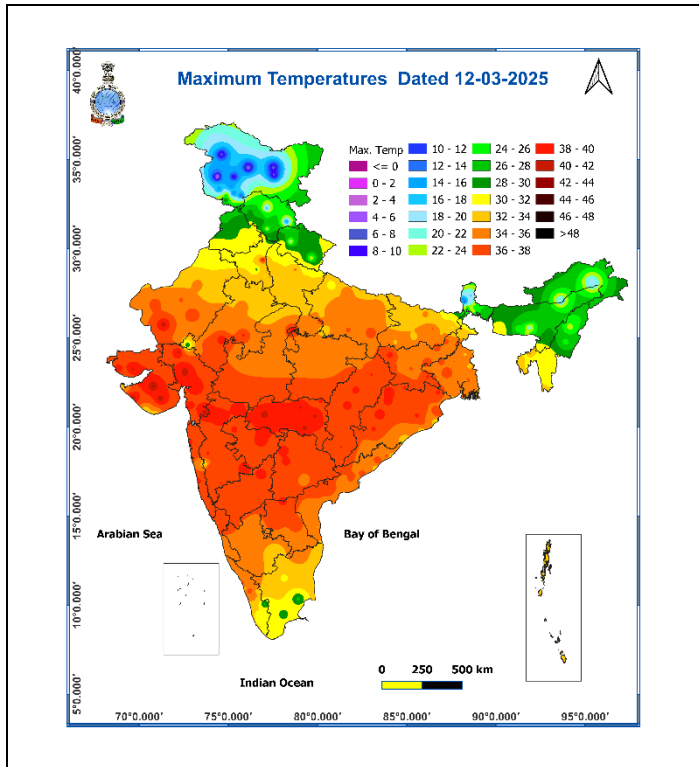 Maximum Temperatures Dated 12-03-2025
Max. Temp
<= 0
0 - 2
2 - 4
4 - 6
6 - 8
8 - 10
10 - 12
12 - 14
14 - 16
16 - 18
18 - 20
20 - 22
22 - 24
24 - 26
26 - 28
28 - 30
30 - 32
32 - 34
34 - 36
36 - 38
38 - 40
40 - 42
42 - 44
44 - 46
46 - 48
>48
40°0.000'
35°0.000'
30°0.000'
25°0.000'
20°0.000'
15°0.000'
10°0.000'
5°0.000'
Arabian Sea
Bay of Bengal
Indian Ocean
0 250 500 km
70°0.000' 75°0.000' 80°0.000' 85°0.000' 90°0.000' 95°0.000'